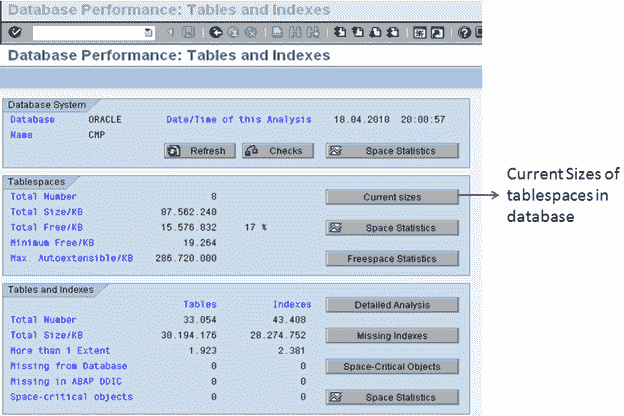 Database Performance: Tables and Indexes
Database Performance: Tables and Indexes
Database System
Database ORACLE Date/Time of this Analysis 18.04.2010 20:00:57
Name CMP
Refresh Checks Space Statistics
Tablespaces
Total Number 8 Current sizes
Total Size/KB 87.562.240
Total Free/KB 15.576.832 17 % Space Statistics
Minimum Free/KB 19.264
Max. Autoextensible/KB 286.720.000 Freespace Statistics
Current Sizes of
tablespaces in
database
Tables and Indexes
Tables Indexes Detailed Analysis
Total Number 33.054 43.408
Total Size/KB 30.194.176 28.274.752 Missing Indexes
More than 1 Extent 1.923 2.381
Missing from Database 0 0 Space-Critical Objects
Missing in ABAP DDIC 0 0
Space-critical objects 0 0 Space Statistics